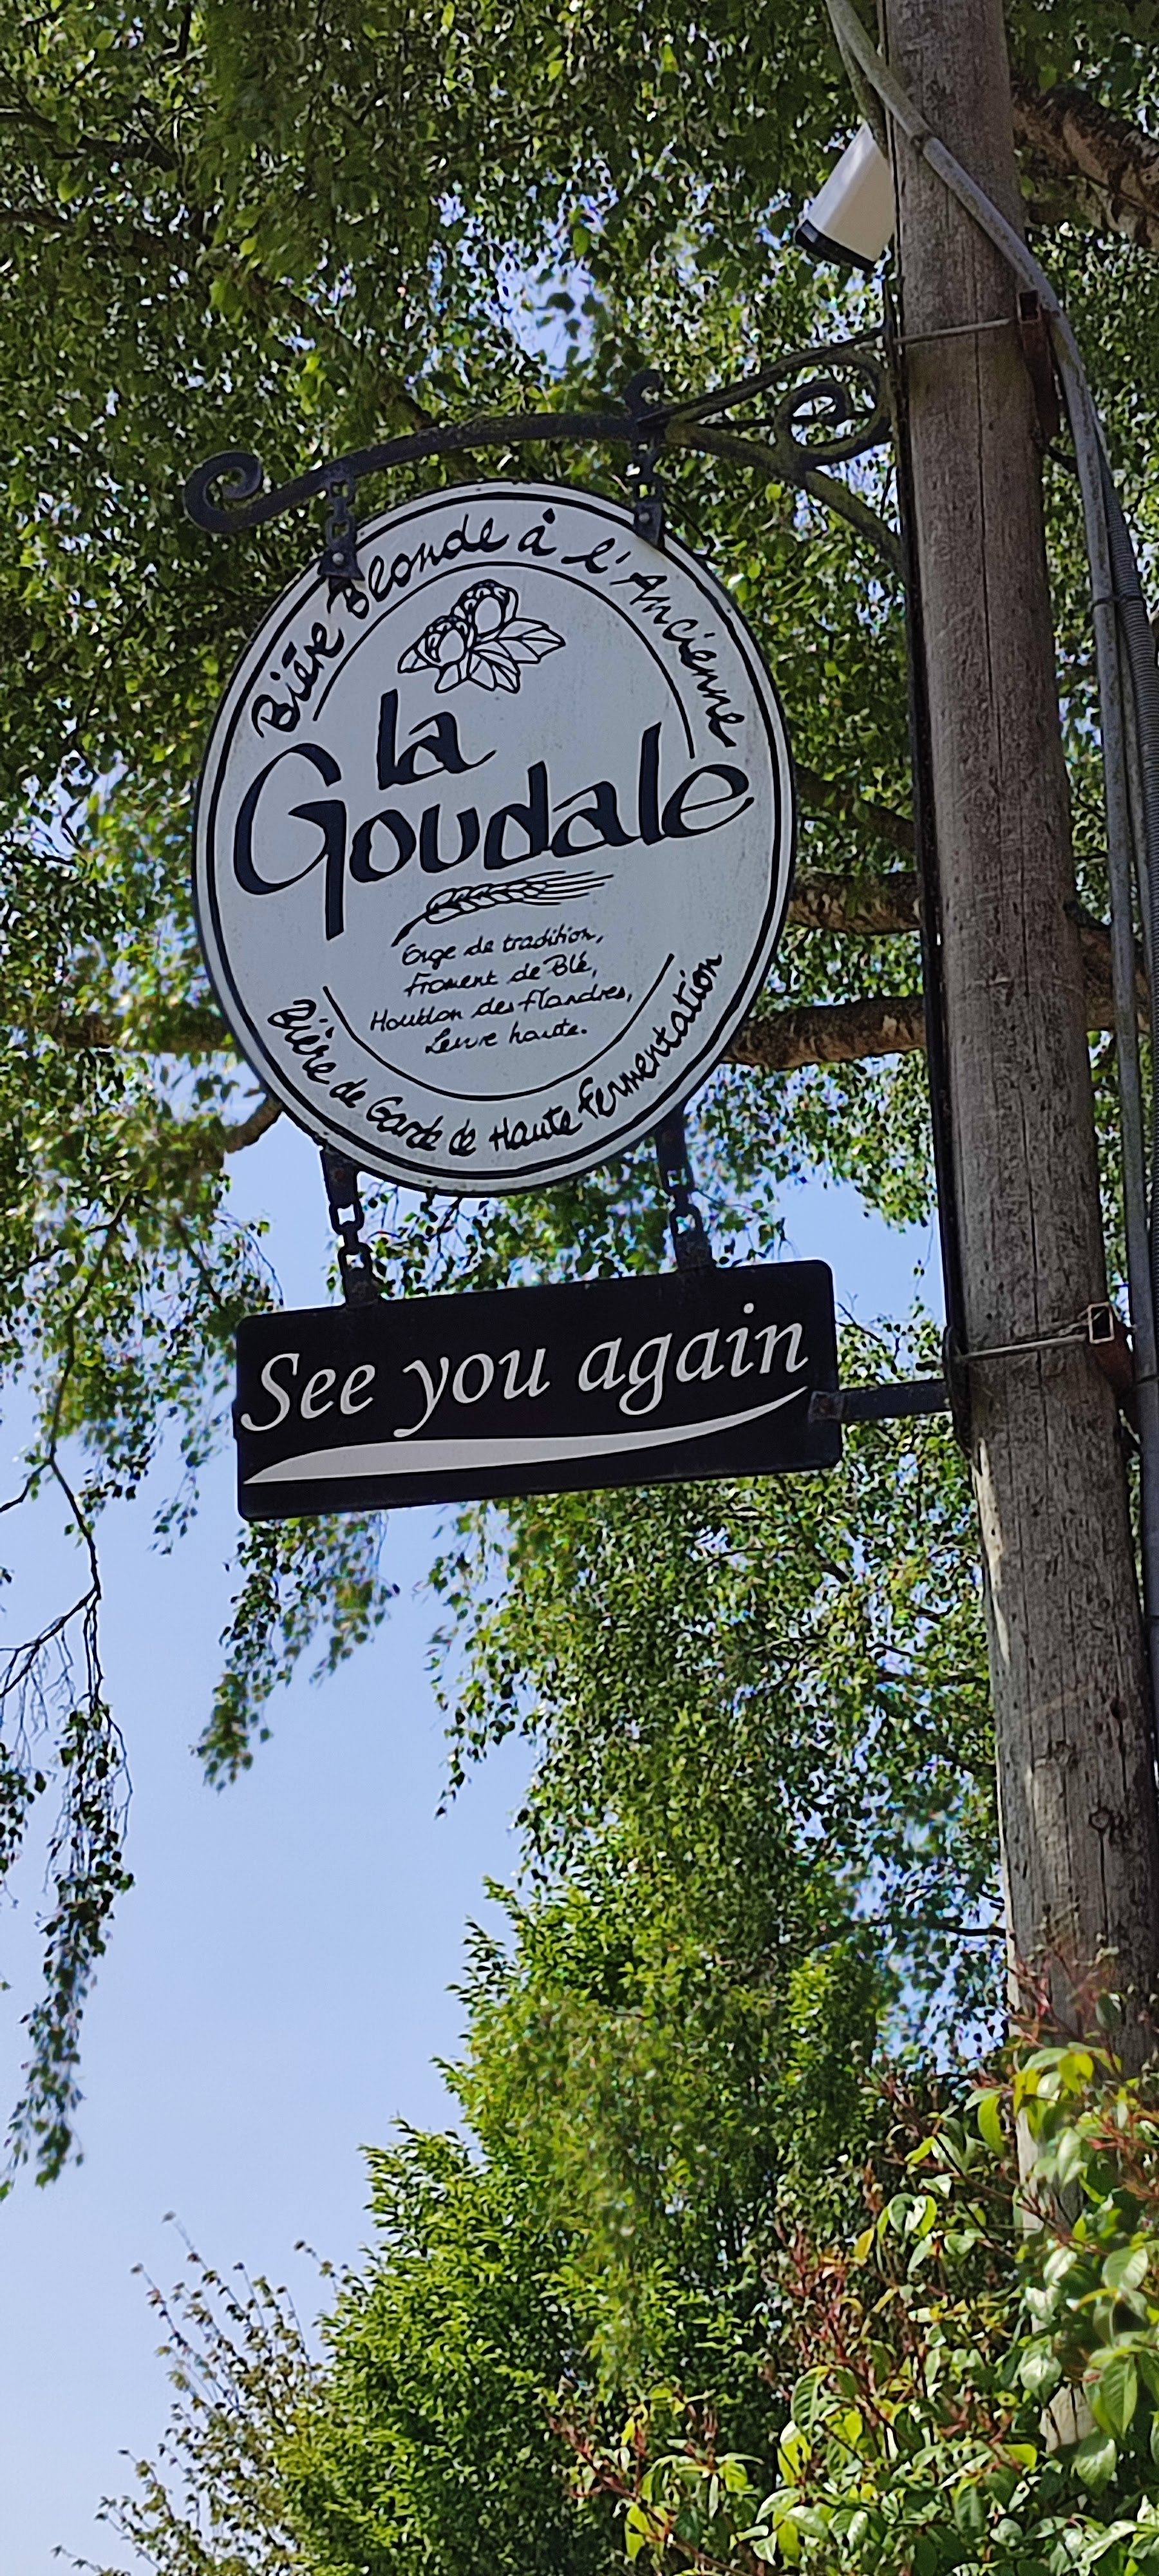 Bière Blonde à l'Ancienne
la
Goudale
Orge de tradition,
Froment de Blé,
Houblon des Flandres,
Levure haute.
Bière de Garde de Haute Fermentation
See you again